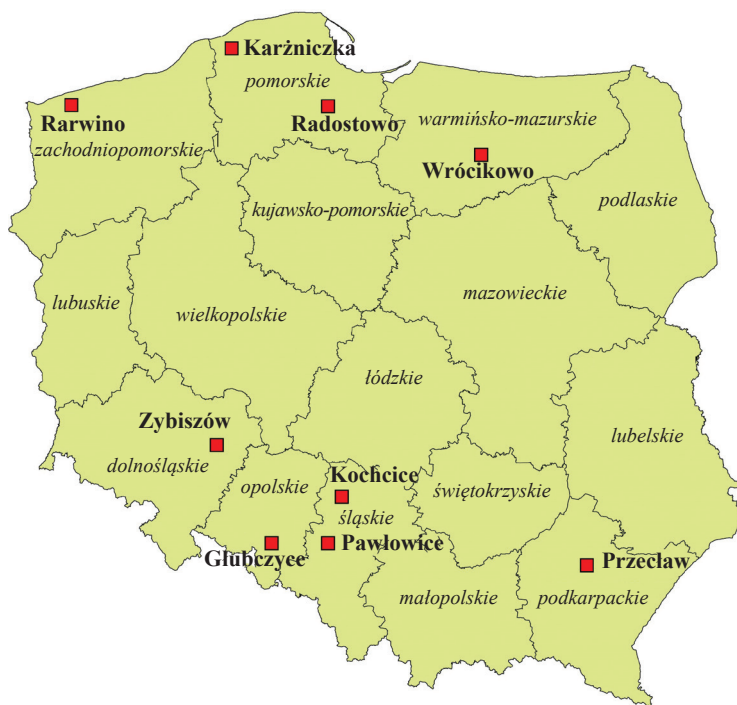 Karżniczka
pomorskie
Rarwino
Radostowo
warmińsko-mazurskie
zachodniopomorskie
Wrócikowo
podlaskie
kujawsko-pomorskie
lubuskie
wielkopolskie
mazowieckie
łódzkie
Zybiszów
lubelskie
dolnośląskie
Kochcice
opolskie
świętokrzyskie
śląskie
Głubczyce
Pawłowice
Przecław
małopolskie
podkarpackie